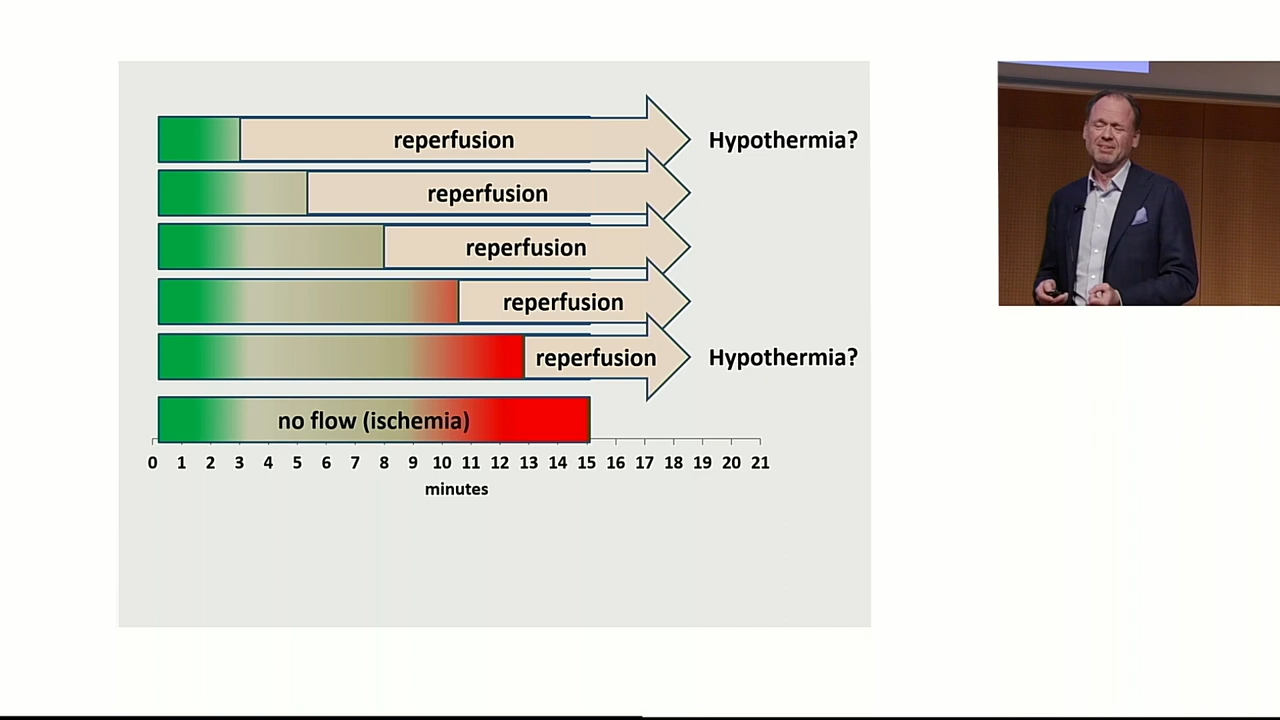 reperfusion Hypothermia?
reperfusion
reperfusion
reperfusion
reperfusion Hypothermia?
no flow (ischemia)
0 1 2 3 4 5 6 7 8 9 10 11 12 13 14 15 16 17 18 19 20 21
minutes